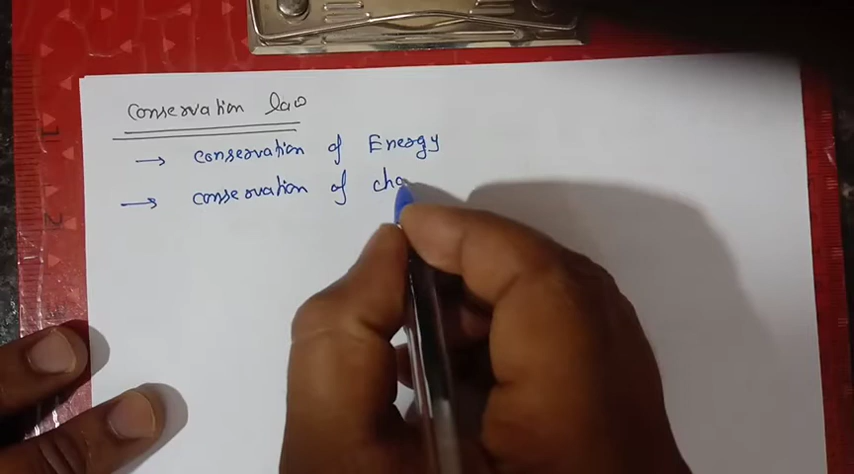 Conservation law
→ conservation of Energy
→ conservation of cha